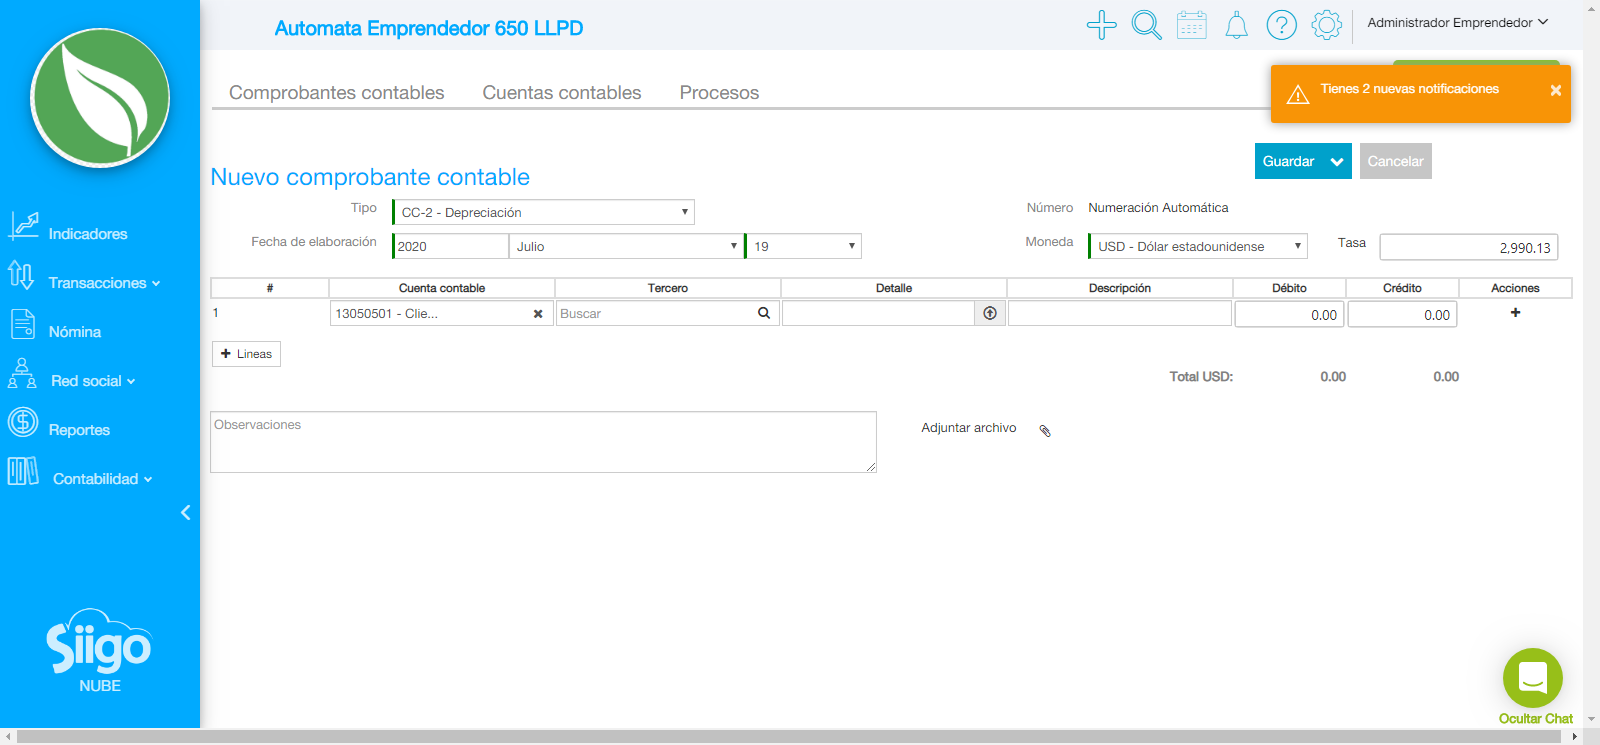 Automata Emprendedor 650 LLPD
Administrador Emprendedor
Tienes 2 nuevas notificaciones
Comprobantes contables
Cuentas contables
Procesos
Guardar
Cancelar
Nuevo comprobante contable
Tipo
CC-2 - Depreciación
Número
Numeración Automática
Fecha de elaboración
2020
Julio
19
Moneda
USD - Dólar estadounidense
Tasa
2,990.13
# Cuenta contable Tercero Detalle Descripción Débito Crédito Acciones
1 13050501 - Clie... Buscar 0.00 0.00
Lineas
Total USD: 0.00 0.00
Observaciones
Adjuntar archivo
Indicadores
Transacciones
Nómina
Red social
Reportes
Contabilidad
Siigo
NUBE
Ocultar Chat